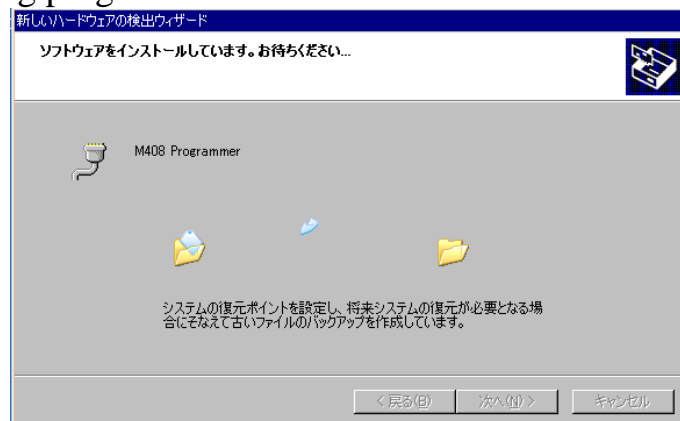 g prog
新しいハードウェアの検出ウィザード
ソフトウェアをインストールしています。お待ちください...
M408 Programmer
システムの復元ポイントを設定し、将来システムの復元が必要となる場
合にそなえて古いファイルのバックアップを作成しています。
< 戻る(B) 次へ(N) > キャンセル